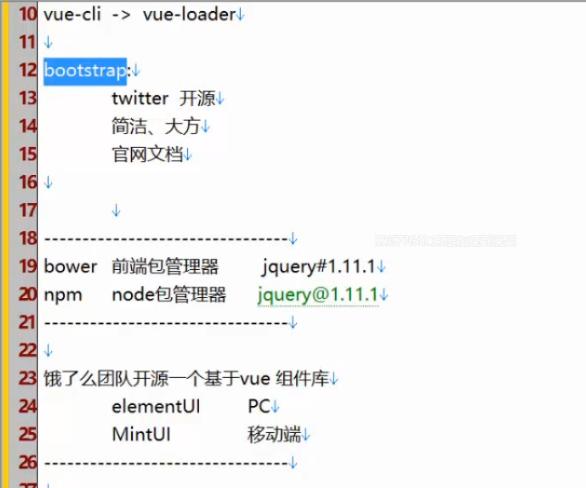 10 vue-cli -> vue-loader↓
11 ↓
12 bootstrap:
13 twitter 开源↓
14 简洁、大方↓
15 官网文档↓
16 ↓
17 ↓
18 --------------------------------↓
19 bower 前端包管理器 jquery#1.11.1↓
20 npm node包管理器 jquery@1.11.1↓
21 --------------------------------↓
22 ↓
23 饿了么团队开源一个基于vue 组件库↓
24 elementUI PC↓
25 MintUI 移动端↓
26 --------------------------------↓